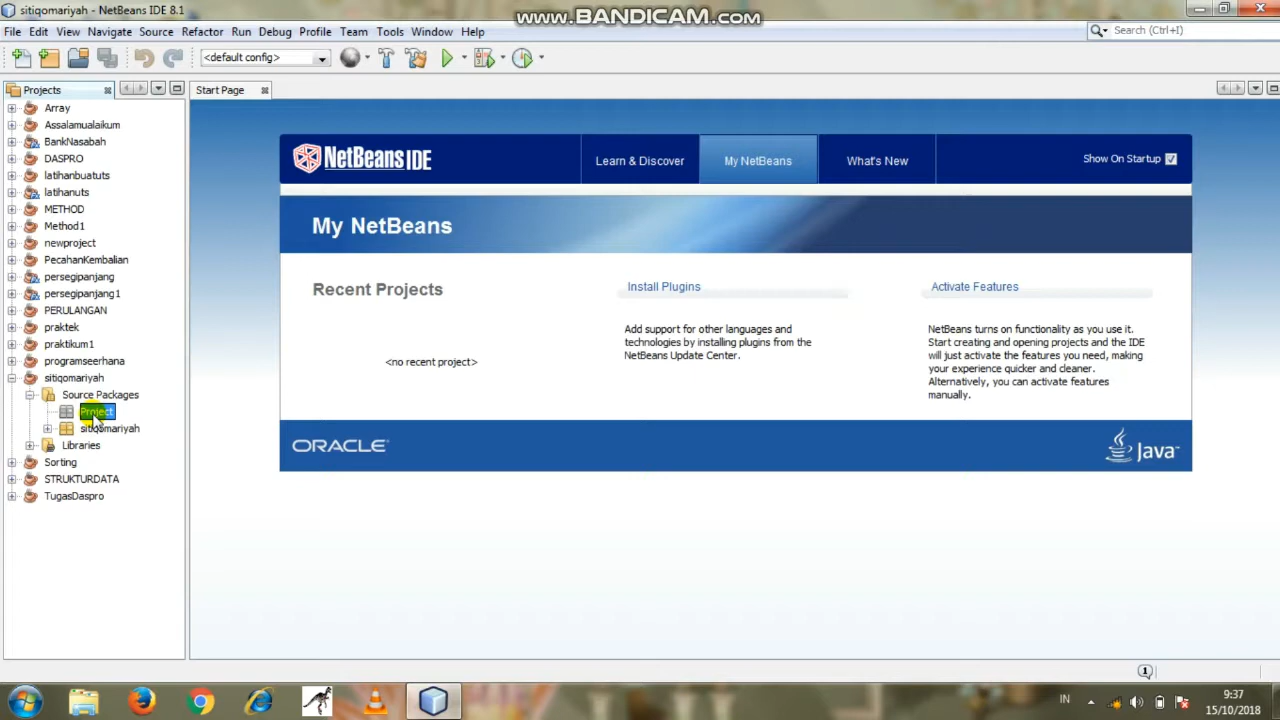 sitiqomariyah - NetBeans IDE 8.1
www.BANDICAM.com
File Edit View Navigate Source Refactor Run Debug Profile Team Tools Window Help
Search (Ctrl+I)
<default config>
Projects
Start Page
Array
Assalamualaikum
BankNasabah
DASPRO
latihanbuatuts
latihanuts
METHOD
Method1
newproject
PecahanKembalian
persegipanjang
persegipanjang1
PERULANGAN
praktek
praktikum1
programseerhana
sitiqomariyah
Source Packages
Project
sitiqomariyah
Libraries
Sorting
STRUKTURDATA
TugasDaspro
NetBeans IDE
Learn & Discover
My NetBeans
What's New
Show On Startup
My NetBeans
Recent Projects
<no recent project>
Install Plugins
Add support for other languages and
technologies by installing plugins from the
NetBeans Update Center.
Activate Features
NetBeans turns on functionality as you use it.
Start creating and opening projects and the IDE
will just activate the features you need, making
your experience quicker and cleaner.
Alternatively, you can activate features
manually.
ORACLE
Java
1
IN
9:37
15/10/2018